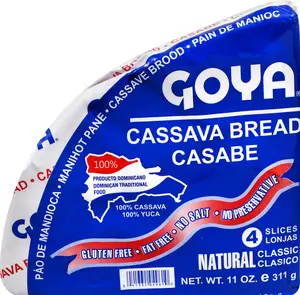 GOYA
PÃO DE MANDIOCA • MANIHOT PANE • CASSAVE BROOD • PAIN DE MANIOC
CASSAVA BREAD
CASABE
100%
PRODUCTO DOMINICANO
DOMINICAN TRADITIONAL
FOOD
100% CASSAVA
100% YUCA
GLUTEN FREE • FAT FREE • NO SALT • NO PRESERVATIVE
4 SLICES
LONJAS
NATURAL CLASSIC
CLASICO
NET. WT. 11 OZ. e 311 g